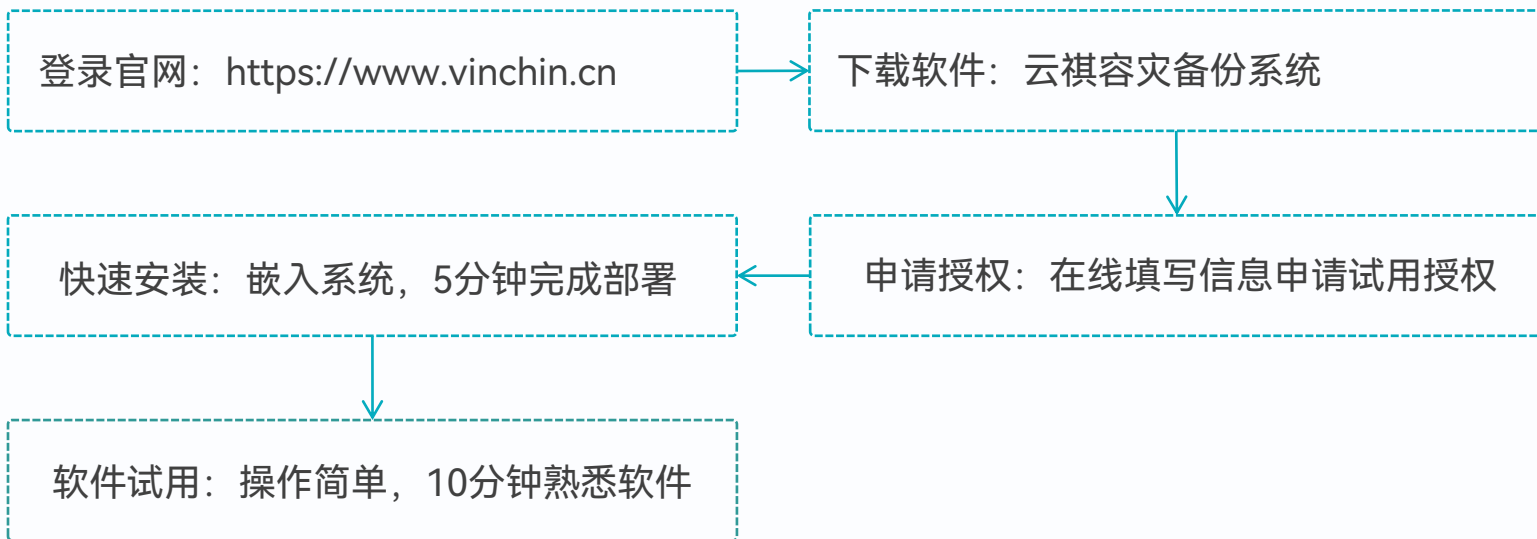 登录官网：https://www.vinchin.cn
下载软件：云祺容灾备份系统
申请授权：在线填写信息申请试用授权
快速安装：嵌入系统，5分钟完成部署
软件试用：操作简单，10分钟熟悉软件